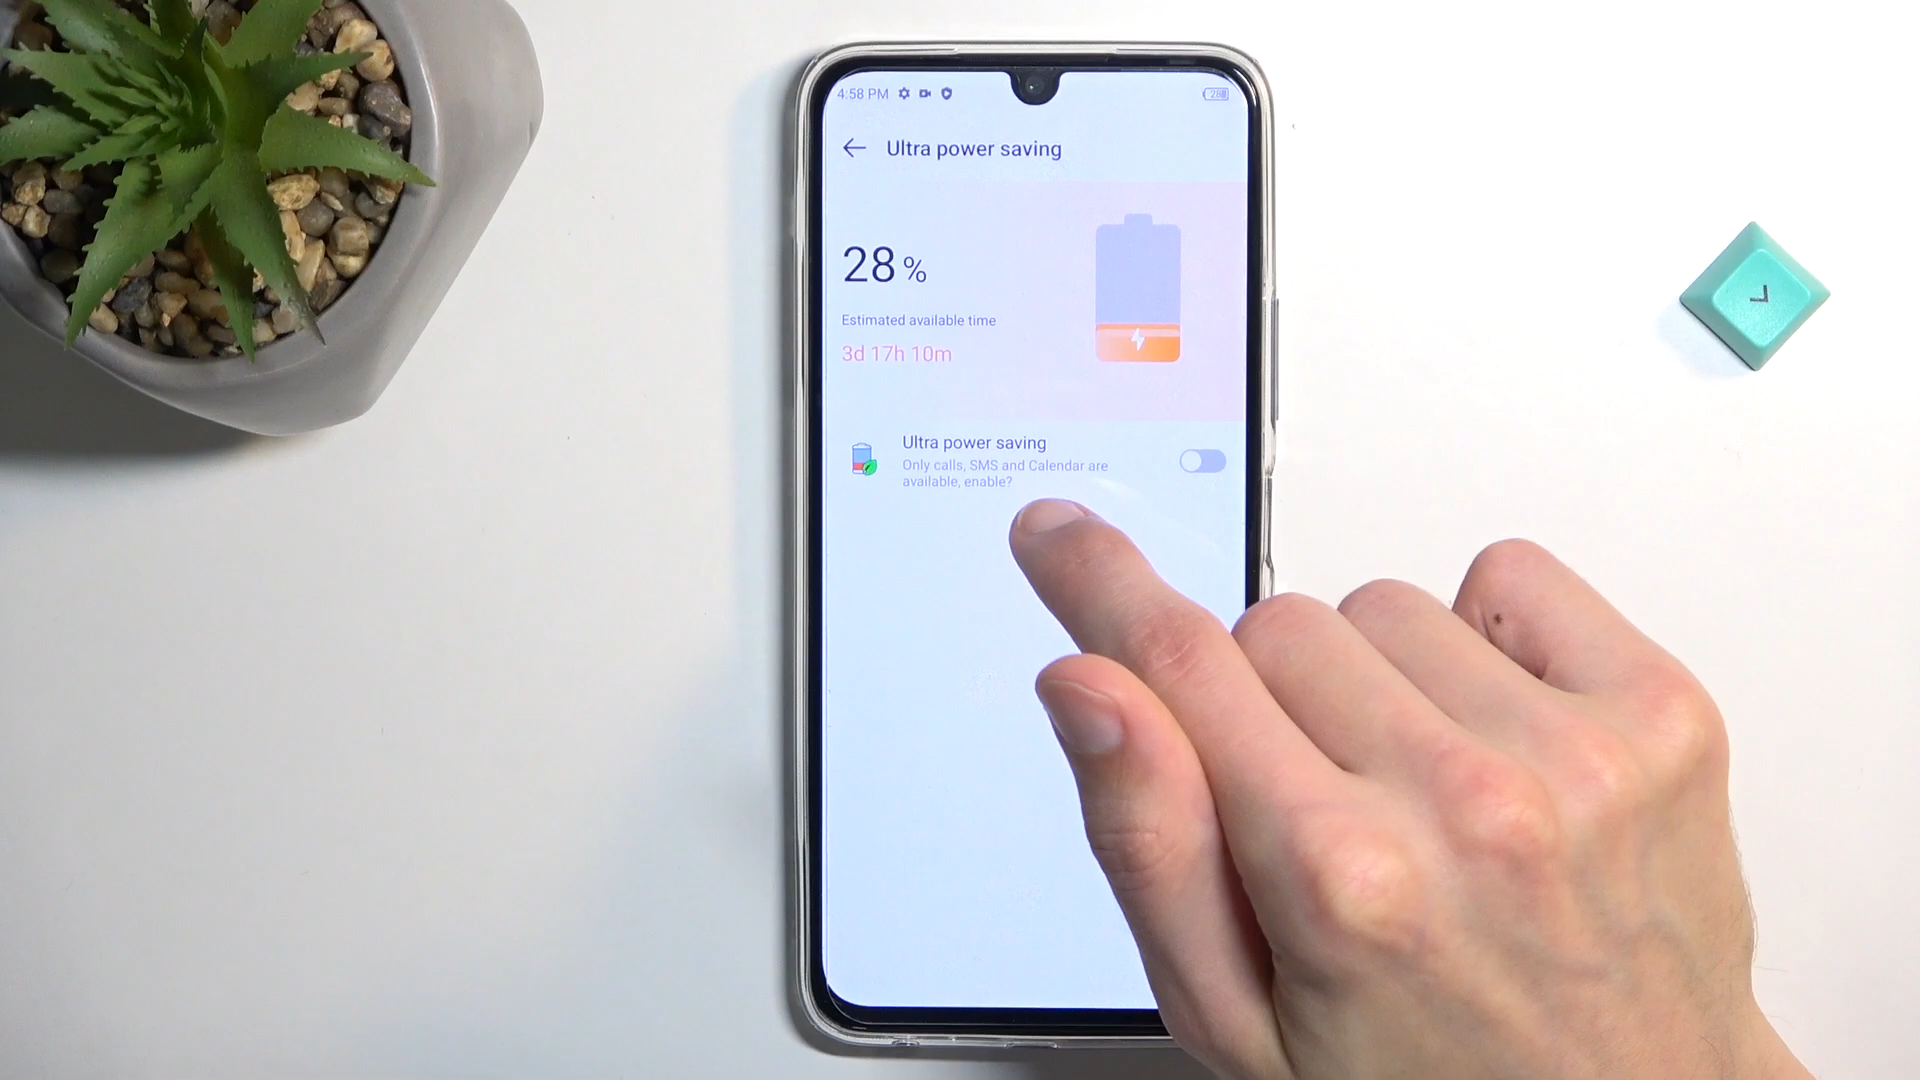 4:58 PM
28
Ultra power saving
28 %
Estimated available time
3d 17h 10m
Ultra power saving
Only calls, SMS and Calendar are
available, enable?